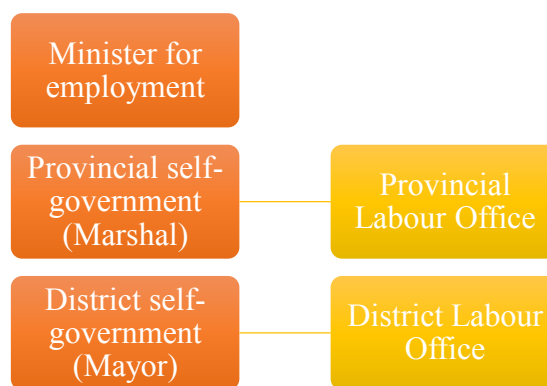 Minister for
employment
Provincial self-
government
(Marshal)
Provincial
Labour Office
District self-
government
(Mayor)
District Labour
Office